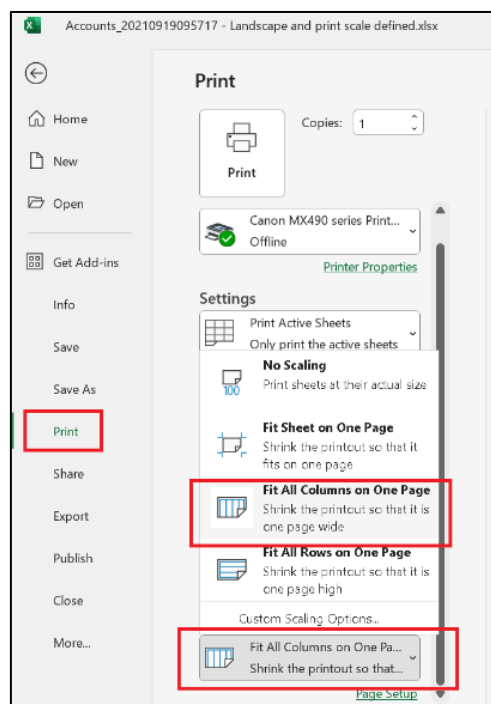 Accounts_20210919095717 - Landscape and print scale defined.xlsx
Home
New
Open
Get Add-ins
Info
Save
Save As
Print
Share
Export
Publish
Close
More...
Print
Copies: 1
Print
Canon MX490 series Print...
Offline
Printer Properties
Settings
Print Active Sheets
Only print the active sheets
No Scaling
Print sheets at their actual size
100
Fit Sheet on One Page
Shrink the printout so that it
fits on one page
Fit All Columns on One Page
Shrink the printout so that it is
one page wide
Fit All Rows on One Page
Shrink the printout so that it is
one page high
Custom Scaling Options...
Fit All Columns on One Pa...
Shrink the printout so that...
Page Setup